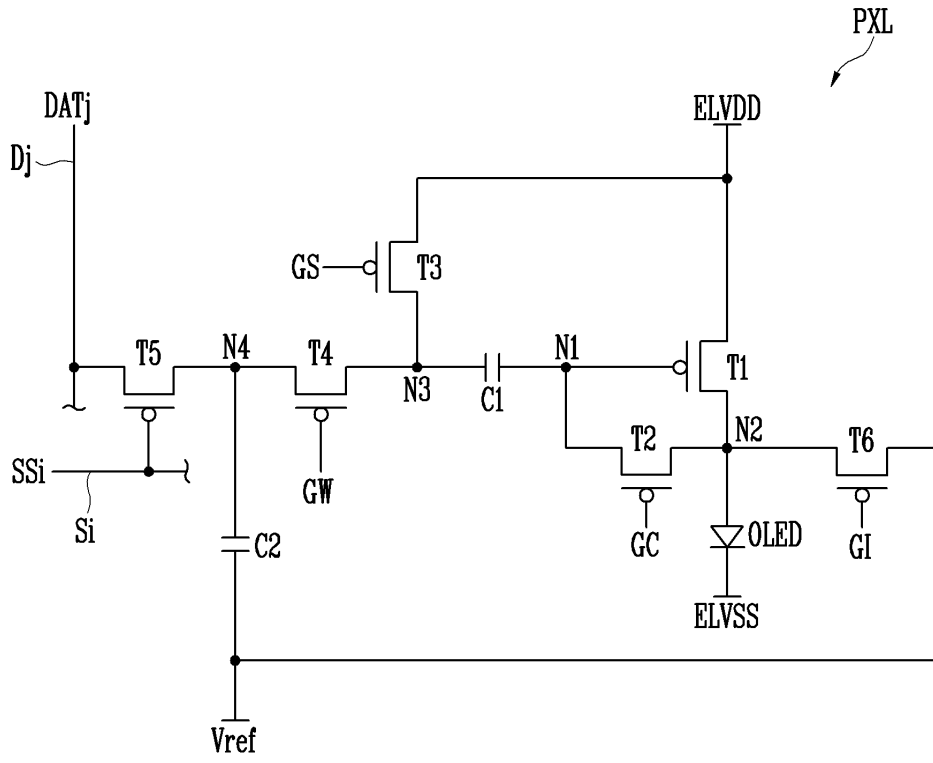 PXL
DATj
ELVDD
Dj
GS
T3
T5
N4
T4
N3
C1
N1
T1
SSi
Si
GW
T2
N2
T6
GC
OLED
GI
C2
ELVSS
Vref